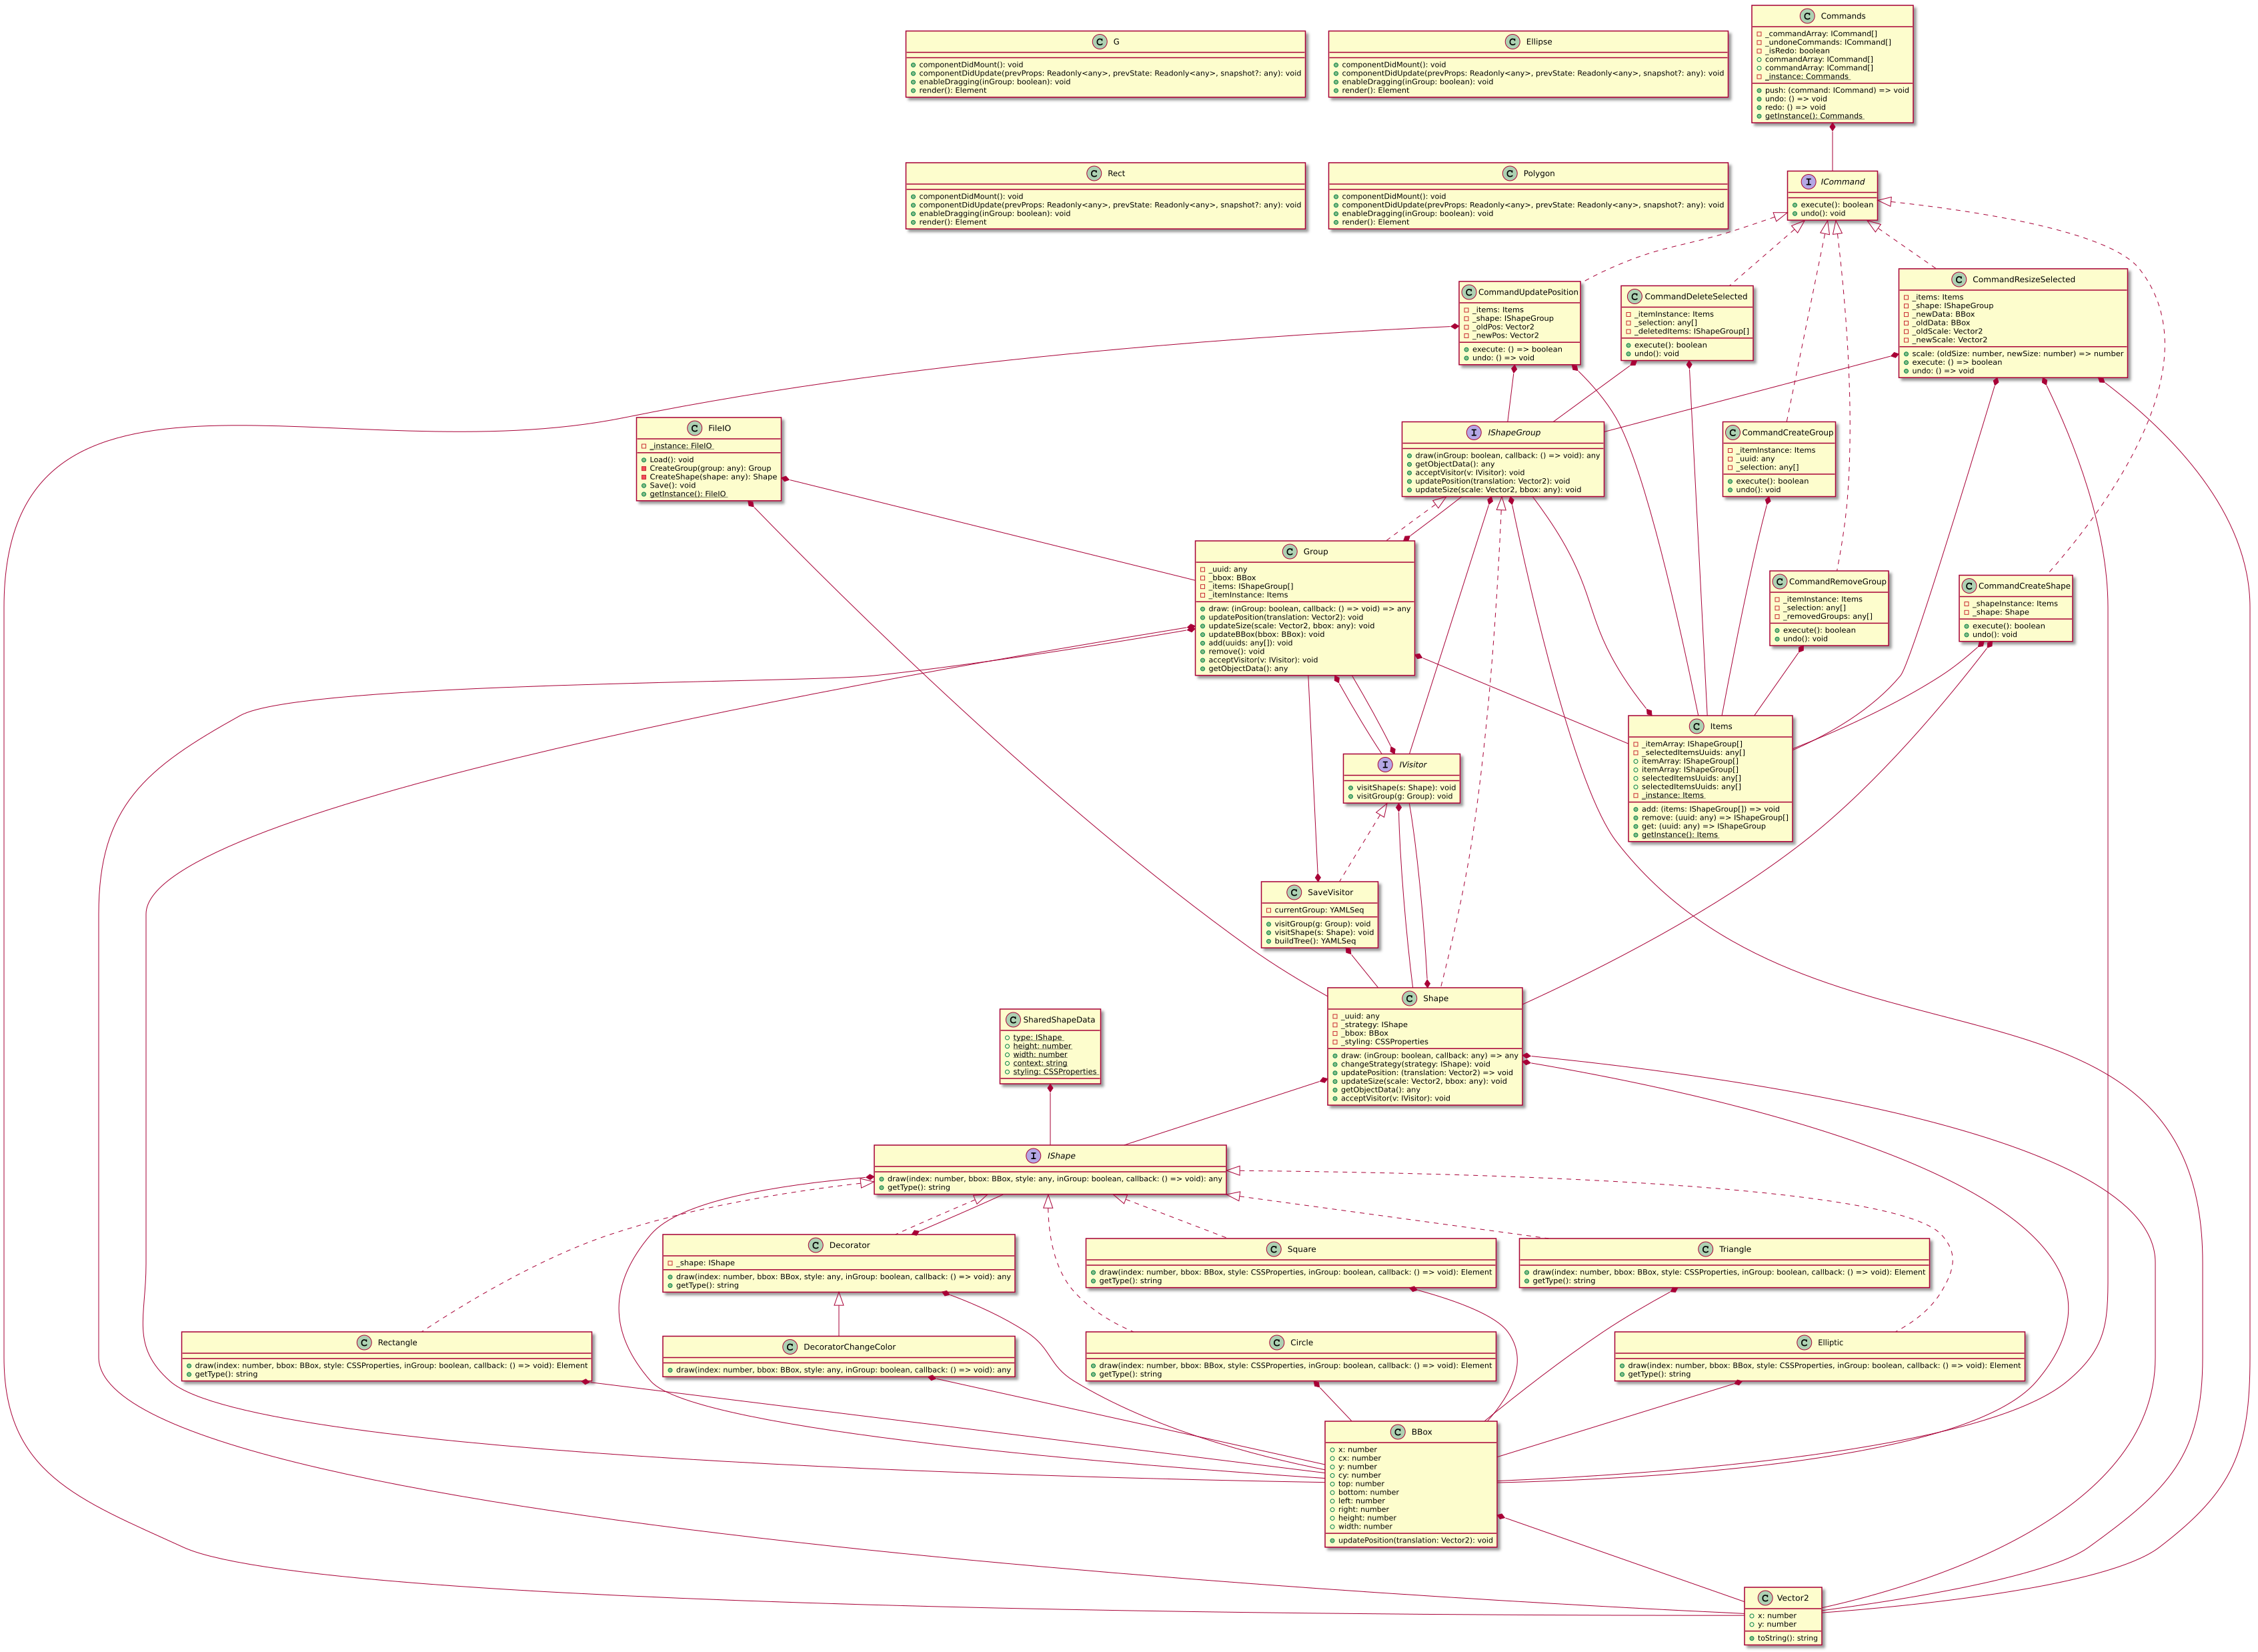 C Commands
_commandArray: ICommand[]
_undoneCommands: ICommand[]
_isRedo: boolean
commandArray: ICommand[]
commandArray: ICommand[]
_instance: Commands
push: (command: ICommand) => void
undo: () => void
redo: () => void
getInstance(): Commands
C G
componentDidMount(): void
componentDidUpdate(prevProps: Readonly<any>, prevState: Readonly<any>, snapshot?: any): void
enableDragging(inGroup: boolean): void
render(): Element
C Ellipse
componentDidMount(): void
componentDidUpdate(prevProps: Readonly<any>, prevState: Readonly<any>, snapshot?: any): void
enableDragging(inGroup: boolean): void
render(): Element
C Rect
componentDidMount(): void
componentDidUpdate(prevProps: Readonly<any>, prevState: Readonly<any>, snapshot?: any): void
enableDragging(inGroup: boolean): void
render(): Element
C Polygon
componentDidMount(): void
componentDidUpdate(prevProps: Readonly<any>, prevState: Readonly<any>, snapshot?: any): void
enableDragging(inGroup: boolean): void
render(): Element
I ICommand
execute(): boolean
undo(): void
C CommandUpdatePosition
_items: Items
_shape: IShapeGroup
_oldPos: Vector2
_newPos: Vector2
execute: () => boolean
undo: () => void
C CommandDeleteSelected
_itemInstance: Items
_selection: any[]
_deletedItems: IShapeGroup[]
execute(): boolean
undo(): void
C CommandResizeSelected
_items: Items
_shape: IShapeGroup
_newData: BBox
_oldData: BBox
_oldScale: Vector2
_newScale: Vector2
scale: (oldSize: number, newSize: number) => number
execute: () => boolean
undo: () => void
C FileIO
_instance: FileIO
Load(): void
CreateGroup(group: any): Group
CreateShape(shape: any): Shape
Save(): void
getInstance(): FileIO
I IShapeGroup
draw(inGroup: boolean, callback: () => void): any
getObjectData(): any
acceptVisitor(v: IVisitor): void
updatePosition(translation: Vector2): void
updateSize(scale: Vector2, bbox: any): void
C CommandCreateGroup
_itemInstance: Items
_uuid: any
_selection: any[]
execute(): boolean
undo(): void
C Group
_uuid: any
_bbox: BBox
_items: IShapeGroup[]
_itemInstance: Items
draw: (inGroup: boolean, callback: () => void) => any
updatePosition(translation: Vector2): void
updateSize(scale: Vector2, bbox: any): void
updateBBox(bbox: BBox): void
add(uuids: any[]): void
remove(): void
acceptVisitor(v: IVisitor): void
getObjectData(): any
C CommandRemoveGroup
_itemInstance: Items
_selection: any[]
_removedGroups: any[]
execute(): boolean
undo(): void
C CommandCreateShape
_shapeInstance: Items
_shape: Shape
execute(): boolean
undo(): void
C Items
_itemArray: IShapeGroup[]
_selectedItemsUuids: any[]
itemArray: IShapeGroup[]
itemArray: IShapeGroup[]
selectedItemsUuids: any[]
selectedItemsUuids: any[]
_instance: Items
add: (items: IShapeGroup[]) => void
remove: (uuid: any) => IShapeGroup[]
get: (uuid: any) => IShapeGroup
getInstance(): Items
I IVisitor
visitShape(s: Shape): void
visitGroup(g: Group): void
C SaveVisitor
currentGroup: YAMLSeq
visitGroup(g: Group): void
visitShape(s: Shape): void
buildTree(): YAMLSeq
C SharedShapeData
type: IShape
height: number
width: number
context: string
styling: CSSProperties
C Shape
_uuid: any
_strategy: IShape
_bbox: BBox
_styling: CSSProperties
draw: (inGroup: boolean, callback: any) => any
changeStrategy(strategy: IShape): void
updatePosition: (translation: Vector2) => void
updateSize(scale: Vector2, bbox: any): void
getObjectData(): any
acceptVisitor(v: IVisitor): void
I IShape
draw(index: number, bbox: BBox, style: any, inGroup: boolean, callback: () => void): any
getType(): string
C Decorator
_shape: IShape
draw(index: number, bbox: BBox, style: any, inGroup: boolean, callback: () => void): any
getType(): string
C Square
draw(index: number, bbox: BBox, style: CSSProperties, inGroup: boolean, callback: () => void): Element
getType(): string
C Triangle
draw(index: number, bbox: BBox, style: CSSProperties, inGroup: boolean, callback: () => void): Element
getType(): string
C Rectangle
draw(index: number, bbox: BBox, style: CSSProperties, inGroup: boolean, callback: () => void): Element
getType(): string
C DecoratorChangeColor
draw(index: number, bbox: BBox, style: any, inGroup: boolean, callback: () => void): any
C Circle
draw(index: number, bbox: BBox, style: CSSProperties, inGroup: boolean, callback: () => void): Element
getType(): string
C Elliptic
draw(index: number, bbox: BBox, style: CSSProperties, inGroup: boolean, callback: () => void): Element
getType(): string
C BBox
x: number
cx: number
y: number
cy: number
top: number
bottom: number
left: number
right: number
height: number
width: number
updatePosition(translation: Vector2): void
C Vector2
x: number
y: number
toString(): string